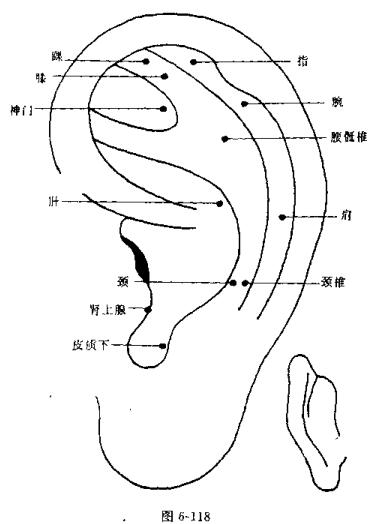 踝
指
膝
腕
神门
腰骶椎
肝
肩
颈
颈椎
肾上腺
皮质下
图 6-118